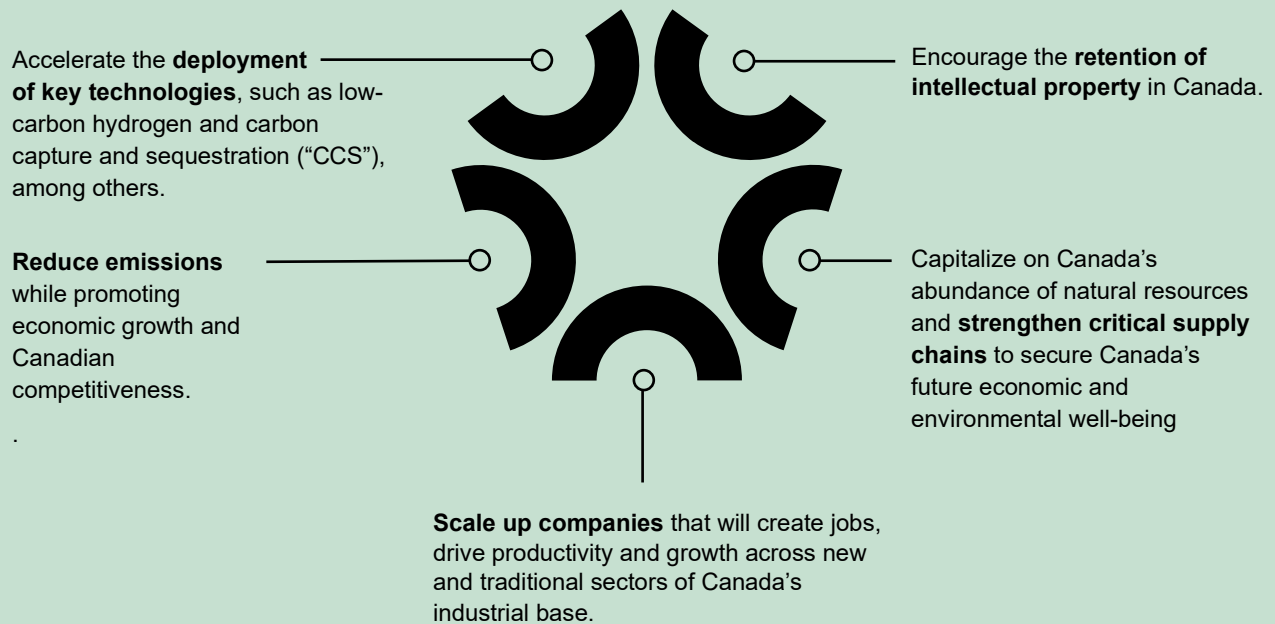 Accelerate the deployment
of key technologies, such as low-
carbon hydrogen and carbon
capture and sequestration (“CCS”),
among others.
Encourage the retention of
intellectual property in Canada.
Reduce emissions
while promoting
economic growth and
Canadian
competitiveness.
.
Capitalize on Canada’s
abundance of natural resources
and strengthen critical supply
chains to secure Canada’s
future economic and
environmental well-being
Scale up companies that will create jobs,
drive productivity and growth across new
and traditional sectors of Canada’s
industrial base.